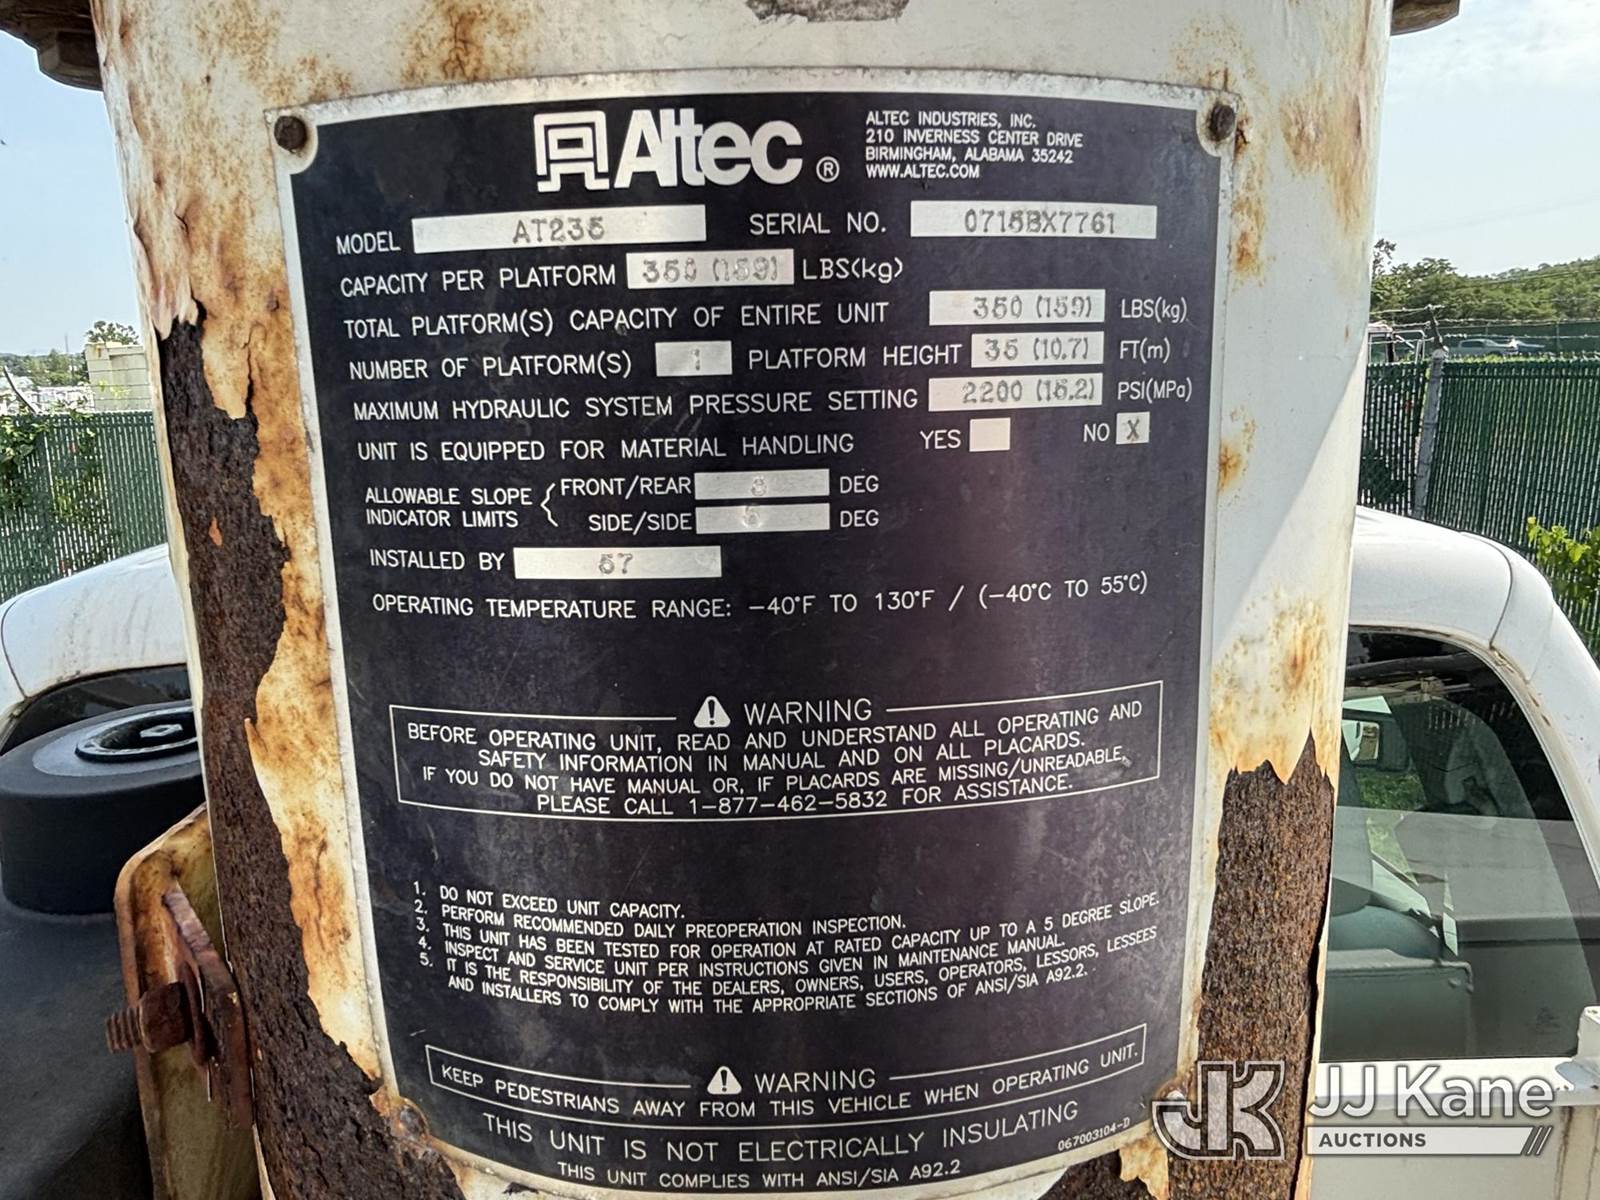 Altec ®
ALTEC INDUSTRIES, INC.
210 INVERNESS CENTER DRIVE
BIRMINGHAM, ALABAMA 35242
WWW.ALTEC.COM
MODEL AT235 SERIAL NO. 0715BX7761
CAPACITY PER PLATFORM 350 (159) LBS(kg)
TOTAL PLATFORM(S) CAPACITY OF ENTIRE UNIT 350 (159) LBS(kg)
NUMBER OF PLATFORM(S) 1 PLATFORM HEIGHT 35 (10.7) FT(m)
MAXIMUM HYDRAULIC SYSTEM PRESSURE SETTING 2200 (15.2) PSI(MPa)
UNIT IS EQUIPPED FOR MATERIAL HANDLING YES NO X
ALLOWABLE SLOPE INDICATOR LIMITS
FRONT/REAR DEG
SIDE/SIDE 5 DEG
INSTALLED BY 57
OPERATING TEMPERATURE RANGE: -40°F TO 130°F / (-40°C TO 55°C)
WARNING
BEFORE OPERATING UNIT, READ AND UNDERSTAND ALL OPERATING AND
SAFETY INFORMATION IN MANUAL AND ON ALL PLACARDS.
IF YOU DO NOT HAVE MANUAL OR, IF PLACARDS ARE MISSING/UNREADABLE,
PLEASE CALL 1-877-462-5832 FOR ASSISTANCE.
1. DO NOT EXCEED UNIT CAPACITY.
2. PERFORM RECOMMENDED DAILY PREOPERATION INSPECTION.
3. THIS UNIT HAS BEEN TESTED FOR OPERATION AT RATED CAPACITY UP TO A 5 DEGREE SLOPE.
4. INSPECT AND SERVICE UNIT PER INSTRUCTIONS GIVEN IN MAINTENANCE MANUAL.
5. IT IS THE RESPONSIBILITY OF THE DEALERS, OWNERS, USERS, OPERATORS, LESSORS, LESSEES
AND INSTALLERS TO COMPLY WITH THE APPROPRIATE SECTIONS OF ANSI/SIA A92.2.
WARNING
KEEP PEDESTRIANS AWAY FROM THIS VEHICLE WHEN OPERATING UNIT.
THIS UNIT IS NOT ELECTRICALLY INSULATING
THIS UNIT COMPLIES WITH ANSI/SIA A92.2
067003104-D
JK JJ Kane
AUCTIONS